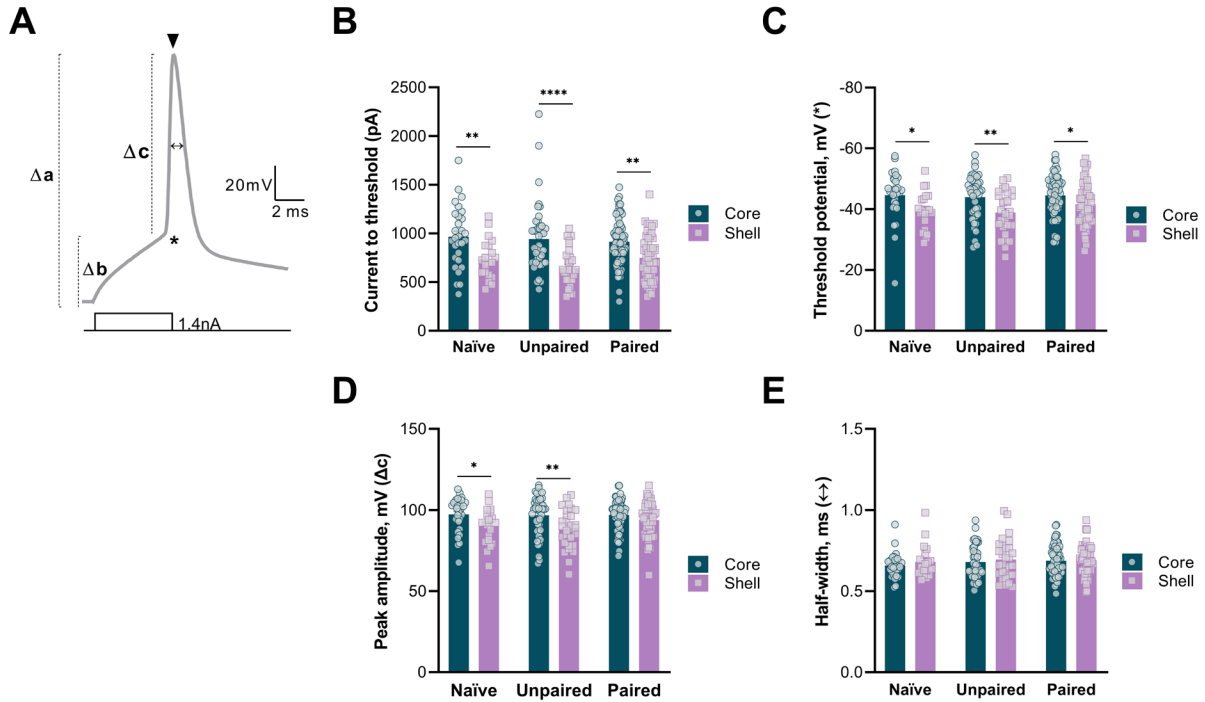 A
Δa
Δc
Δb
*
20mV
2 ms
1.4nA
B
Current to threshold (pA)
2500
2000
1500
1000
500
0
**
****
**
Naïve Unpaired Paired
Core
Shell
C
Threshold potential, mV (*)
-80
-60
-40
-20
0
*
**
*
Naïve Unpaired Paired
Core
Shell
D
Peak amplitude, mV (Δc)
150
100
50
0
*
**
Naïve Unpaired Paired
Core
Shell
E
Half-width, ms (↔)
1.5
1.0
0.5
0.0
Naïve Unpaired Paired
Core
Shell